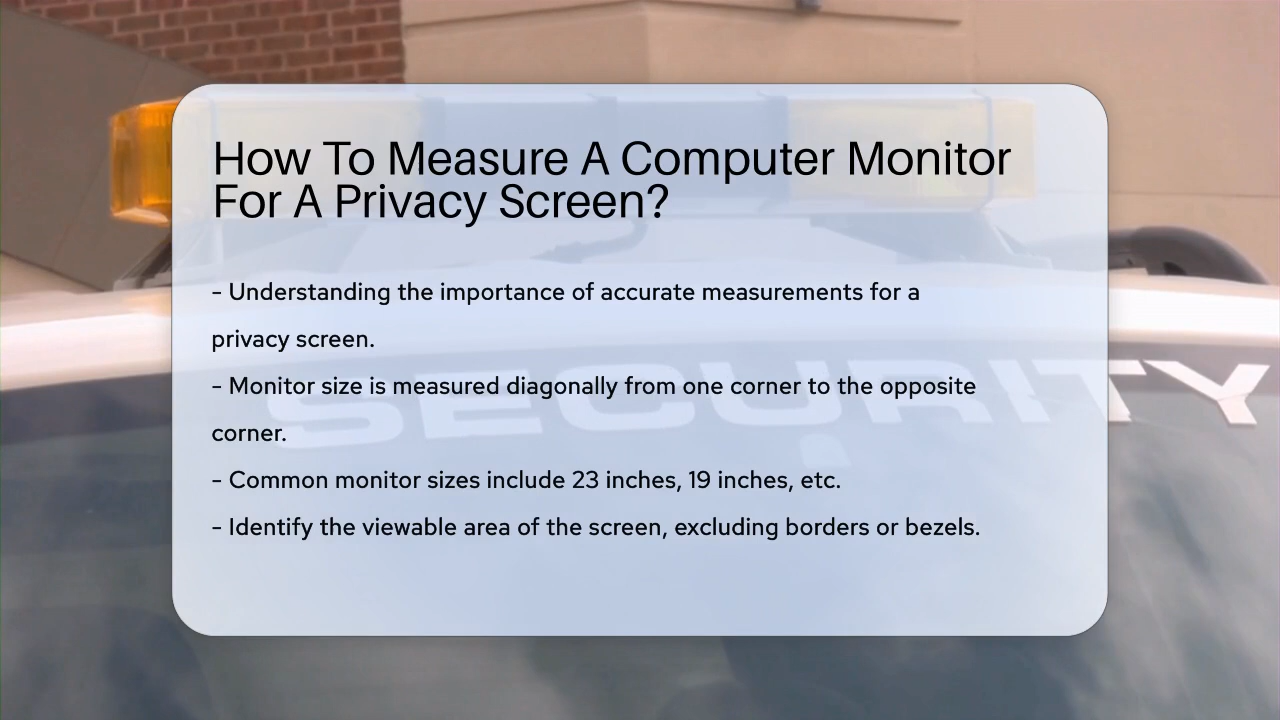 How To Measure A Computer Monitor
For A Privacy Screen?
- Understanding the importance of accurate measurements for a
privacy screen.
- Monitor size is measured diagonally from one corner to the opposite
corner.
- Common monitor sizes include 23 inches, 19 inches, etc.
- Identify the viewable area of the screen, excluding borders or bezels.
SECURITY